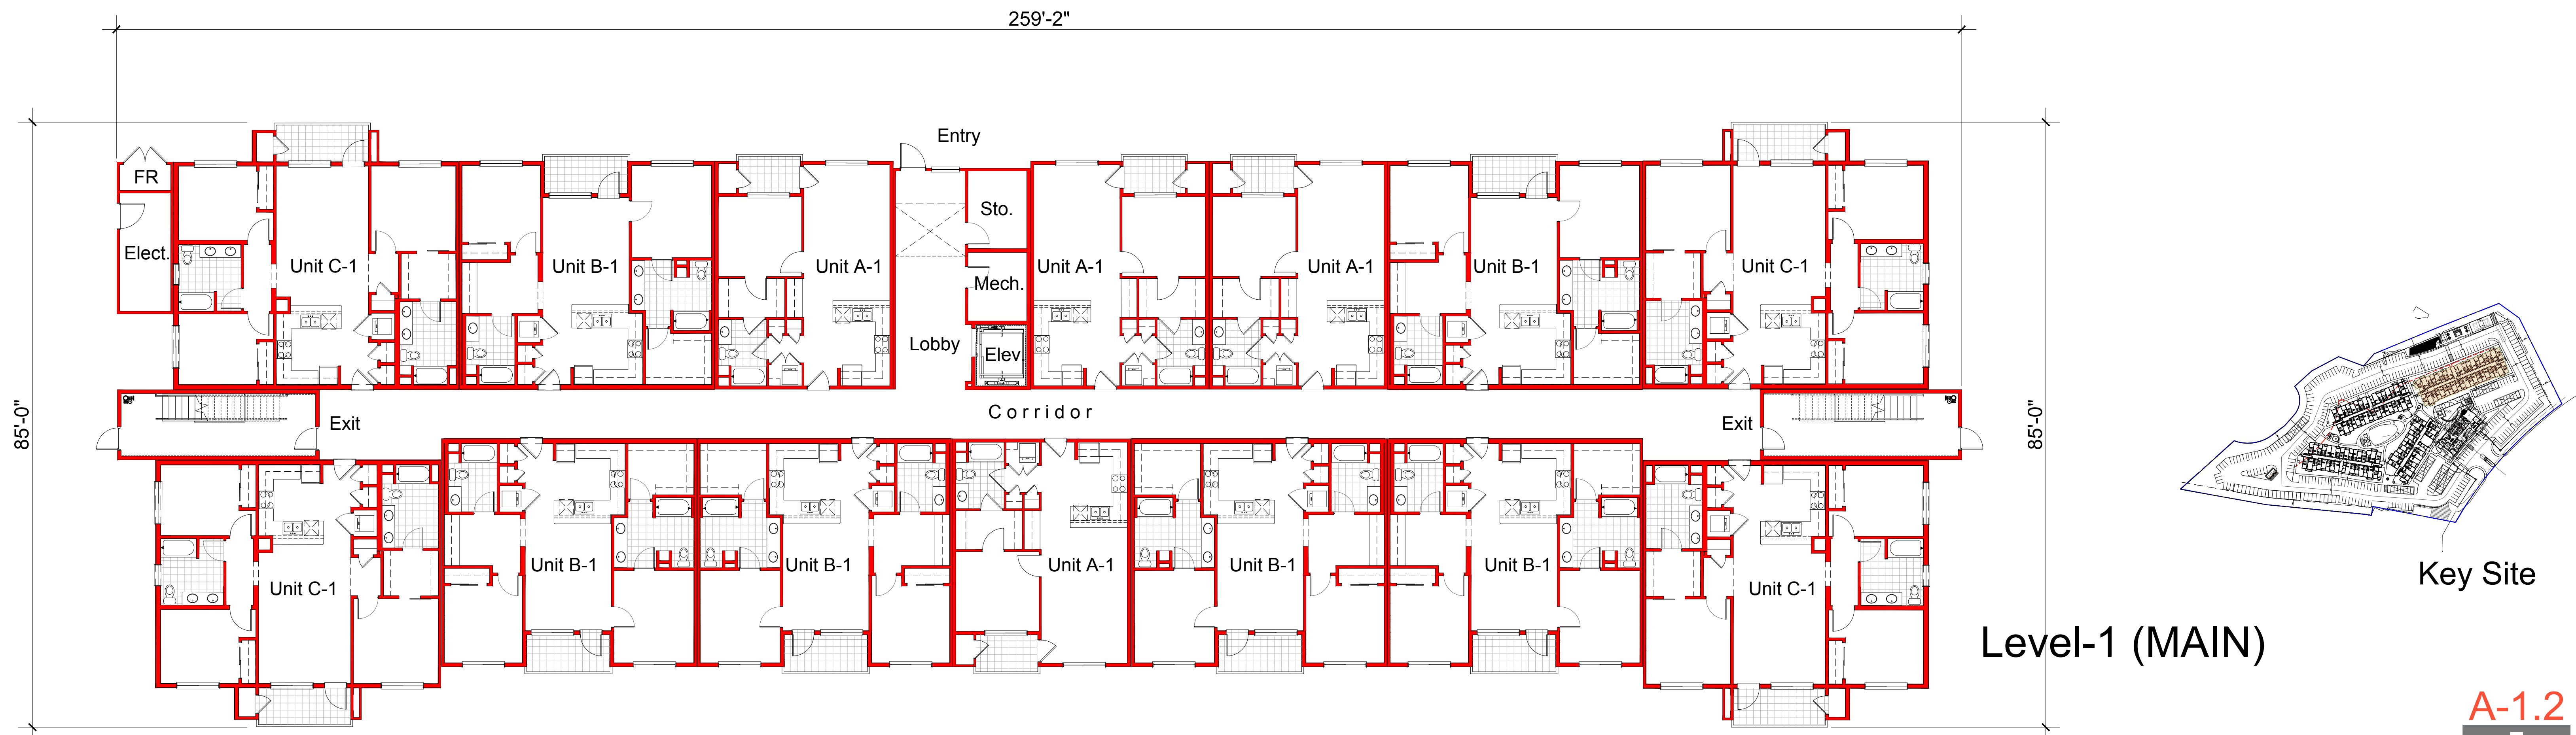 259'-2"
Entry
FR
Sto.
Elect.
Unit C-1
Unit B-1
Unit A-1
Unit A-1
Unit A-1
Unit B-1
Unit C-1
Mech.
Lobby
Elev.
85'-0"
Exit
Corridor
Exit
85'-0"
Unit C-1
Unit B-1
Unit B-1
Unit A-1
Unit B-1
Unit B-1
Unit C-1
Key Site
Level-1 (MAIN)
A-1.2